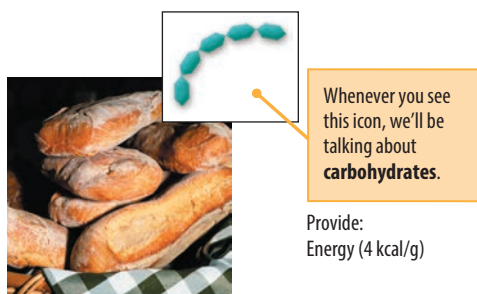 Whenever you see
this icon, we’ll be
talking about
carbohydrates.
Provide:
Energy (4 kcal/g)